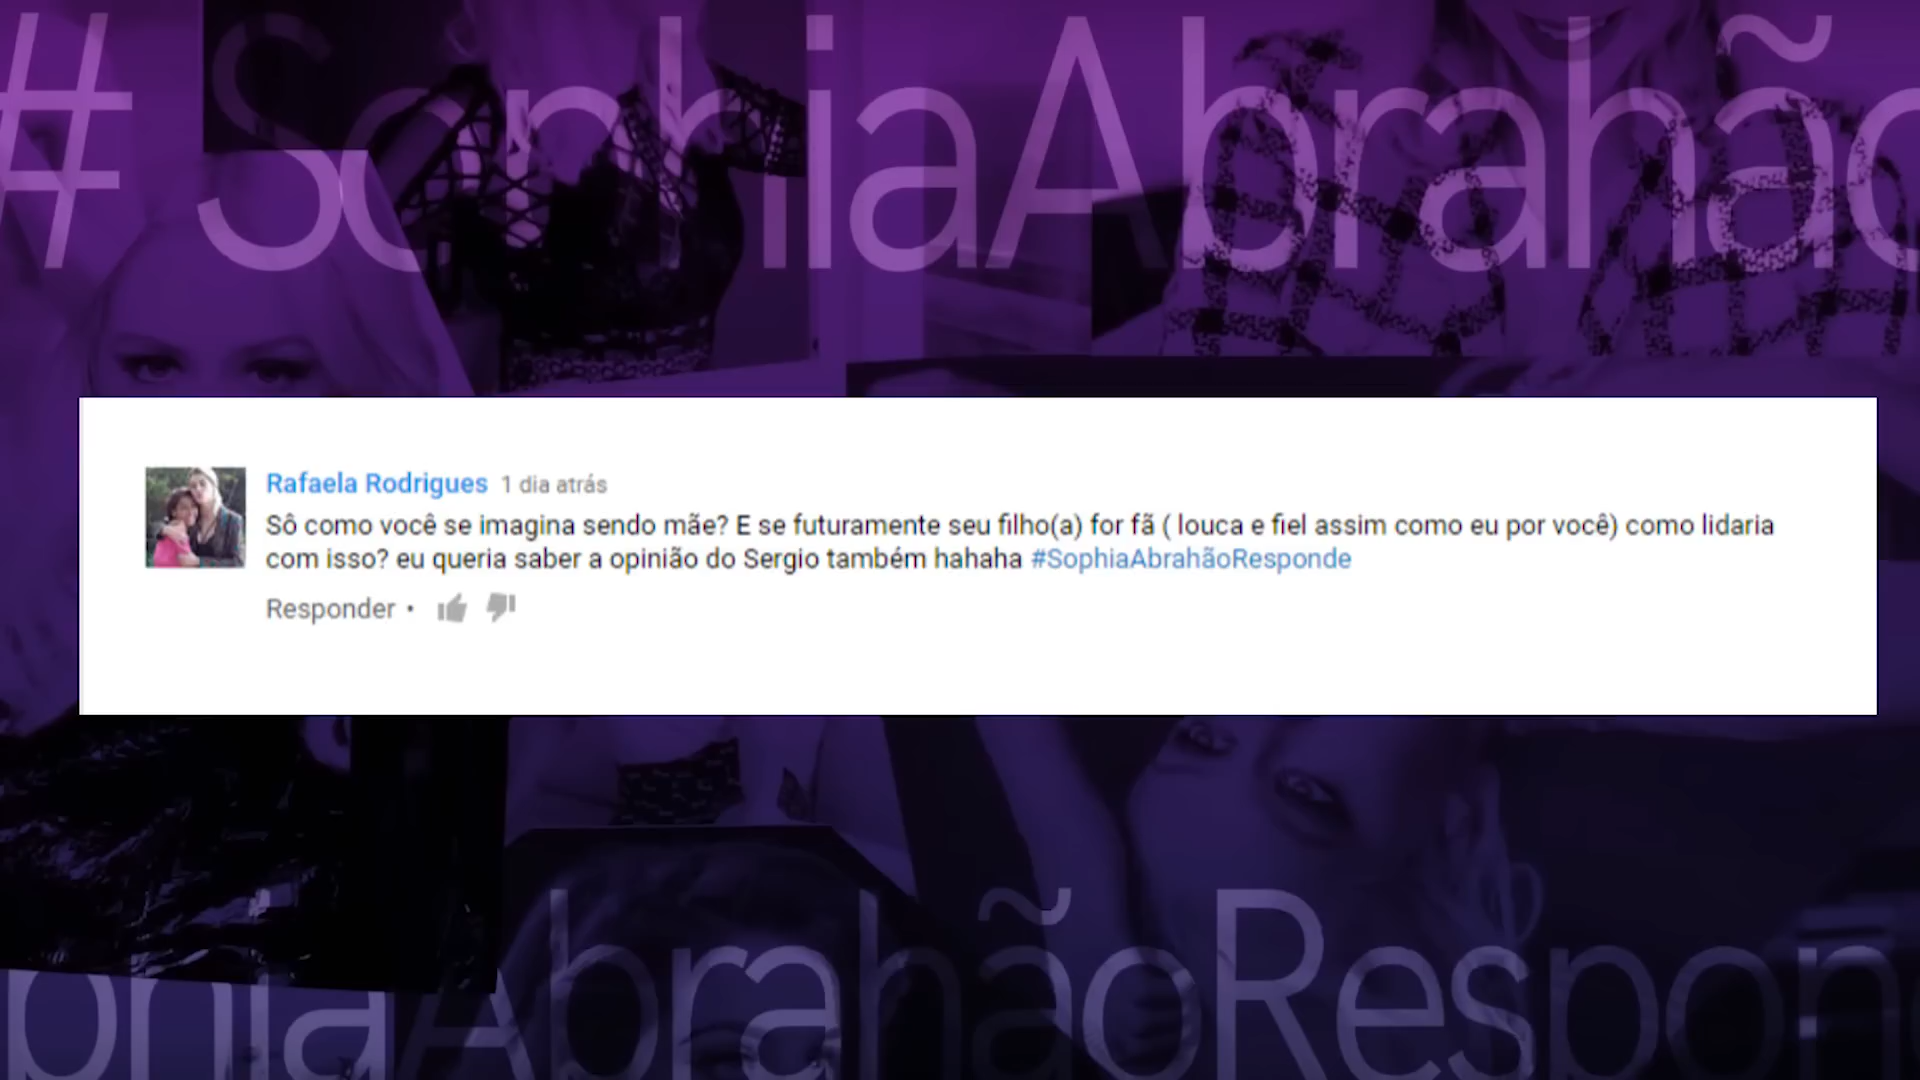 # SophiaAbrahão
Rafaela Rodrigues 1 dia atrás
Sô como você se imagina sendo mãe? E se futuramente seu filho(a) for fã ( louca e fiel assim como eu por você) como lidaria
com isso? eu queria saber a opinião do Sergio também hahaha #SophiaAbrahãoResponde
Responder •
phiaAbrahãoRespon